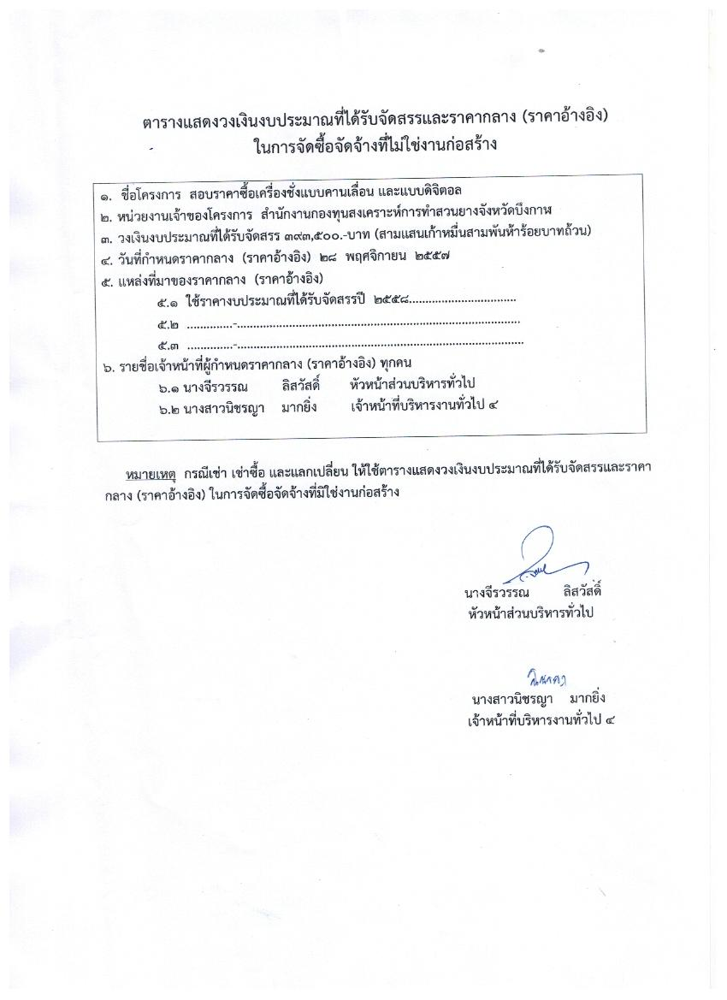 ตารางแสดงวงเงินงบประมาณที่ได้รับจัดสรรและราคากลาง (ราคาอ้างอิง)
ในการจัดซื้อจัดจ้างที่ไม่ใช่งานก่อสร้าง
๑. ชื่อโครงการ สอบราคาซื้อเครื่องชั่งแบบคานเลื่อน และแบบดิจิตอล
๒. หน่วยงานเจ้าของโครงการ สำนักงานกองทุนสงเคราะห์การทำสวนยางจังหวัดบึงกาฬ
๓. วงเงินงบประมาณที่ได้รับจัดสรร ๓๙๓,๕๐๐.-บาท (สามแสนเก้าหมื่นสามพันห้าร้อยบาทถ้วน)
๔. วันที่กำหนดราคากลาง (ราคาอ้างอิง) ๒๘ พฤศจิกายน ๒๕๕๗
๕. แหล่งที่มาของราคากลาง (ราคาอ้างอิง)
๕.๑ ใช้ราคางบประมาณที่ได้รับจัดสรรปี ๒๕๕๘................................
๕.๒ ..............-....................................................................................
๕.๓ ..............-.....................................................................................
๖. รายชื่อเจ้าหน้าที่ผู้กำหนดราคากลาง (ราคาอ้างอิง) ทุกคน
๖.๑ นางจีรวรรณ ลิสวัสดิ์ หัวหน้าส่วนบริหารทั่วไป
๖.๒ นางสาวนิชรญา มากยิ่ง เจ้าหน้าที่บริหารงานทั่วไป ๔
หมายเหตุ กรณีเช่า เช่าซื้อ และแลกเปลี่ยน ให้ใช้ตารางแสดงวงเงินงบประมาณที่ได้รับจัดสรรและราคา
กลาง (ราคาอ้างอิง) ในการจัดซื้อจัดจ้างที่มิใช่งานก่อสร้าง
นางจีรวรรณ ลิสวัสดิ์
หัวหน้าส่วนบริหารทั่วไป
นางสาวนิชรญา มากยิ่ง
เจ้าหน้าที่บริหารงานทั่วไป ๔